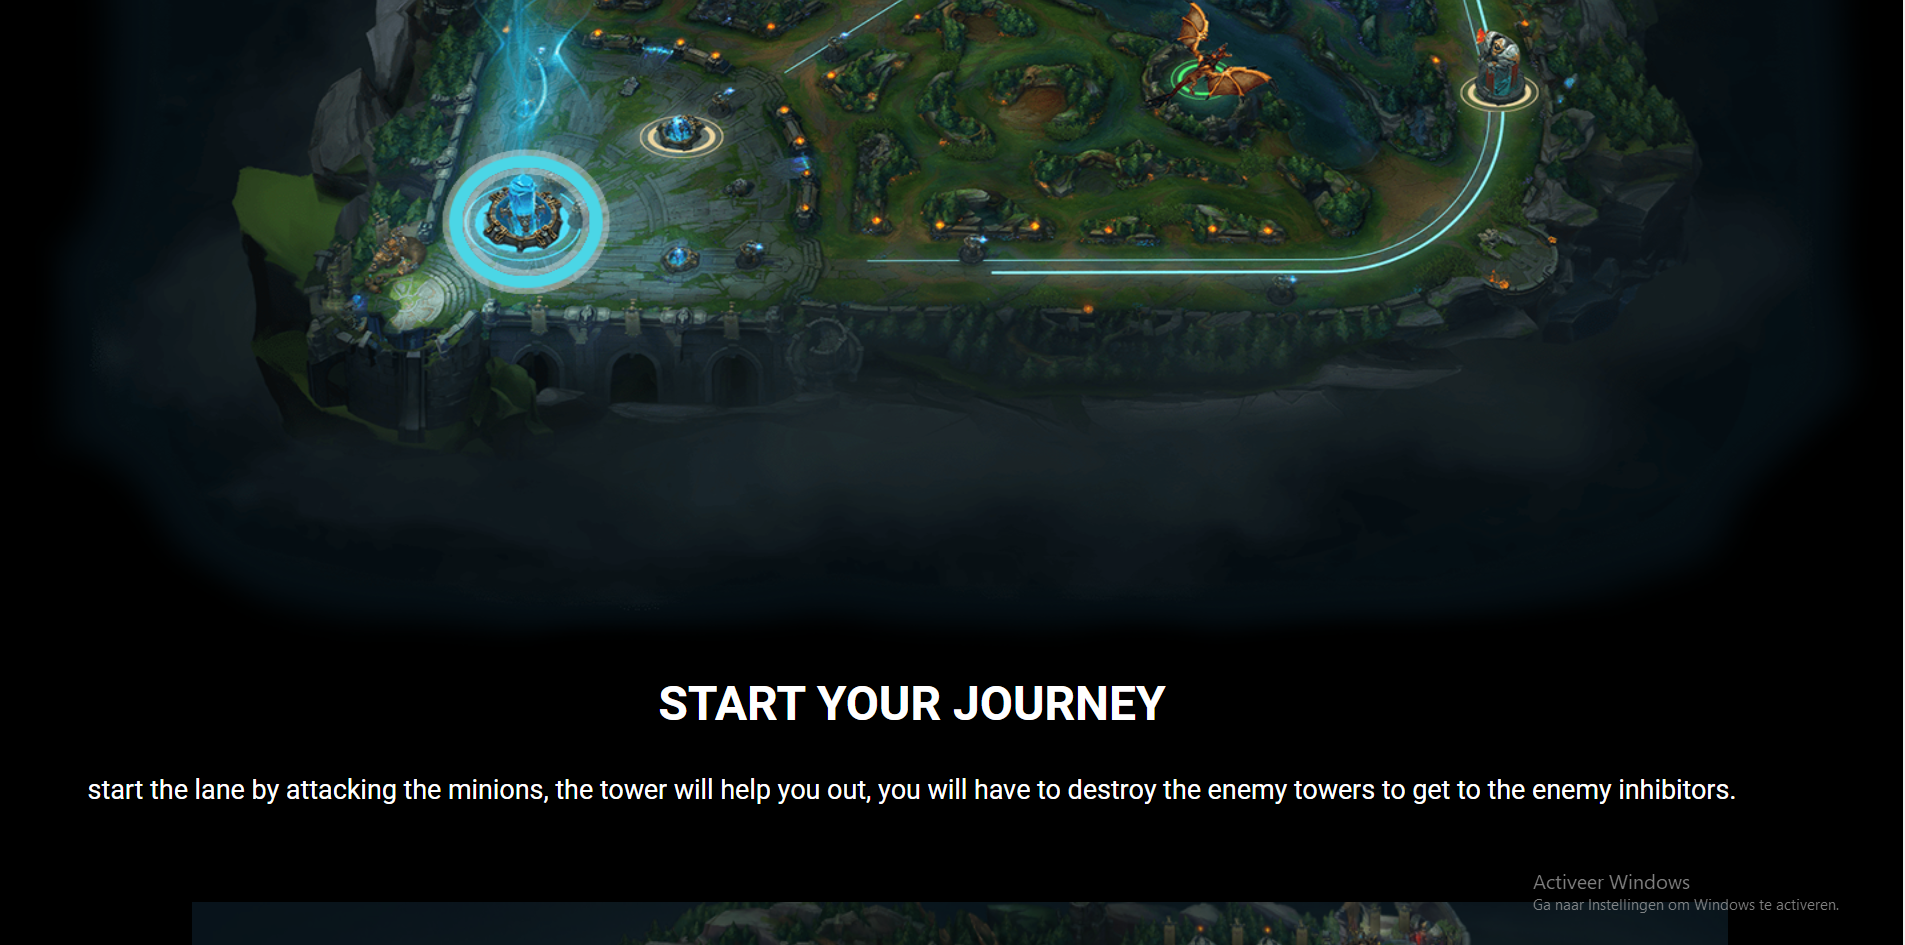 START YOUR JOURNEY
start the lane by attacking the minions, the tower will help you out, you will have to destroy the enemy towers to get to the enemy inhibitors.
Activeer Windows
Ga naar Instellingen om Windows te activeren.